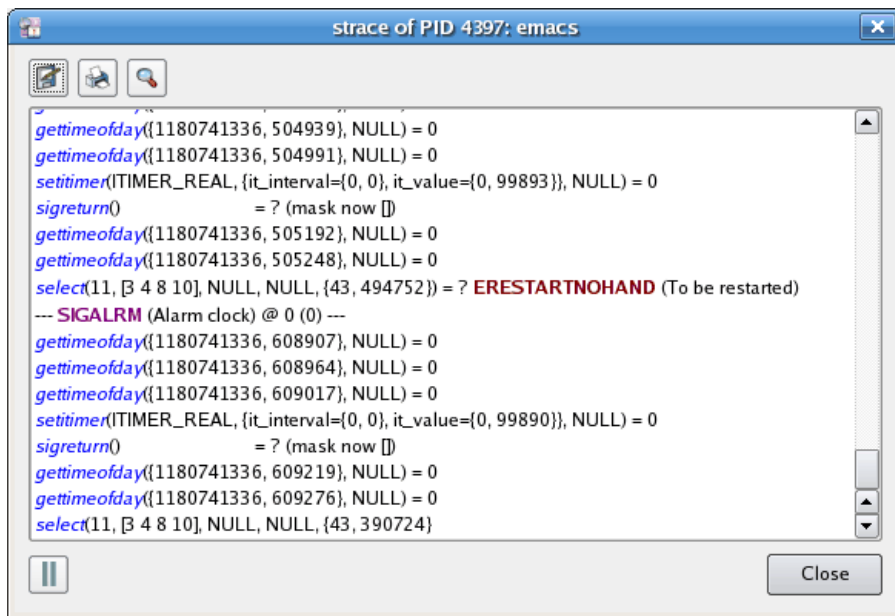 strace of PID 4397: emacs
gettimeofday({1180741336, 504939}, NULL) = 0
gettimeofday({1180741336, 504991}, NULL) = 0
setitimer(ITIMER_REAL, {it_interval={0, 0}, it_value={0, 99893}}, NULL) = 0
sigreturn() = ? (mask now [])
gettimeofday({1180741336, 505192}, NULL) = 0
gettimeofday({1180741336, 505248}, NULL) = 0
select(11, [3 4 8 10], NULL, NULL, {43, 494752}) = ? ERESTARTNOHAND (To be restarted)
--- SIGALRM (Alarm clock) @ 0 (0) ---
gettimeofday({1180741336, 608907}, NULL) = 0
gettimeofday({1180741336, 608964}, NULL) = 0
gettimeofday({1180741336, 609017}, NULL) = 0
setitimer(ITIMER_REAL, {it_interval={0, 0}, it_value={0, 99890}}, NULL) = 0
sigreturn() = ? (mask now [])
gettimeofday({1180741336, 609219}, NULL) = 0
gettimeofday({1180741336, 609276}, NULL) = 0
select(11, [3 4 8 10], NULL, NULL, {43, 390724}
Close